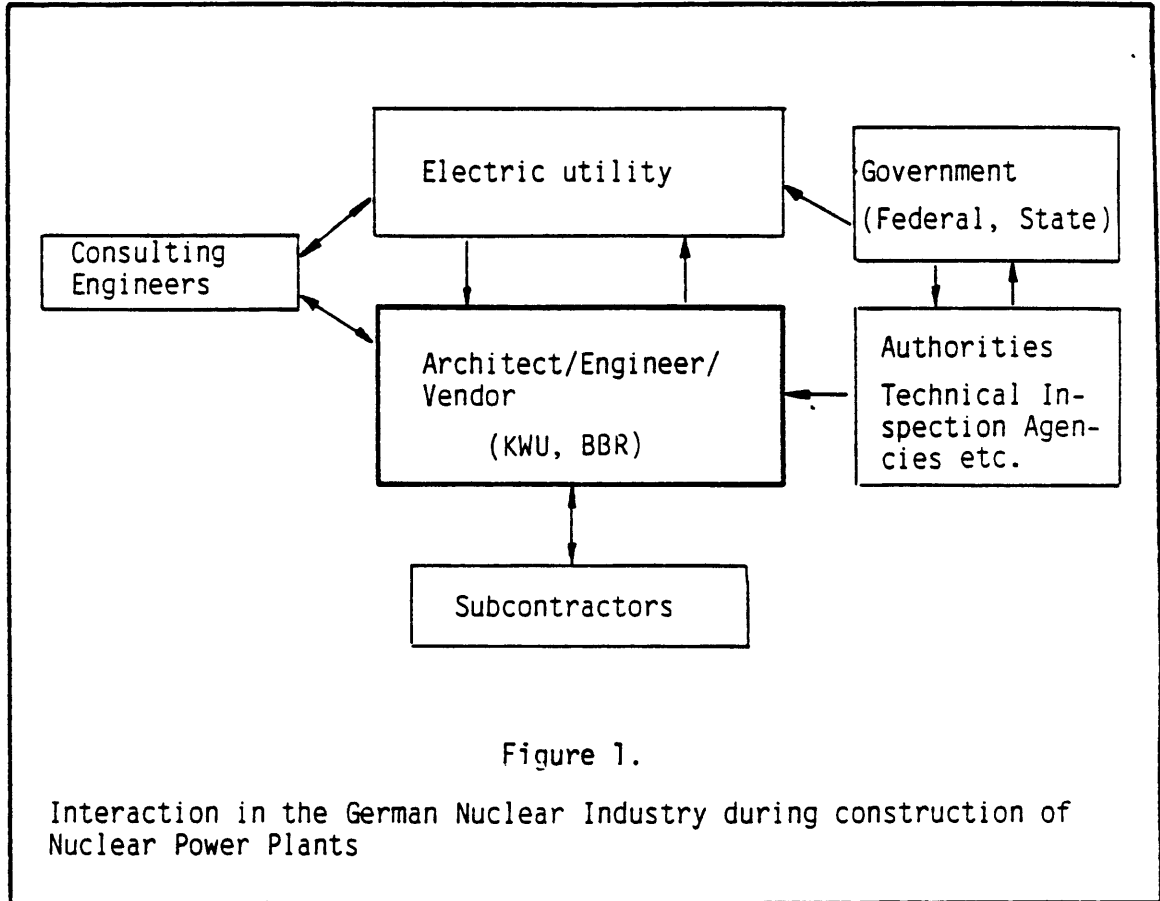 Electric utility
Government
(Federal, State)
Consulting
Engineers
Architect/Engineer/
Vendor
(KWU, BBR)
Authorities
Technical In-
spection Agen-
cies etc.
Subcontractors
Figure 1.
Interaction in the German Nuclear Industry during construction of
Nuclear Power Plants